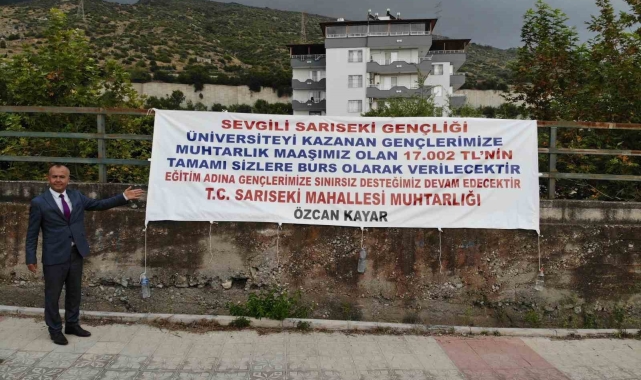 SEVGİLİ SARISEKİ GENÇLİĞİ
ÜNİVERSİTEYİ KAZANAN GENÇLERİMİZE
MUHTARLIK MAAŞIMIZ OLAN 17.002 TL'NİN
TAMAMI SİZLERE BURS OLARAK VERİLECEKTİR
EĞİTİM ADINA GENÇLERİMİZE SINIRSIZ DESTEĞİMİZ DEVAM EDECEKTİR
T.C. SARISEKİ MAHALLESİ MUHTARLIĞI
ÖZCAN KAYAR